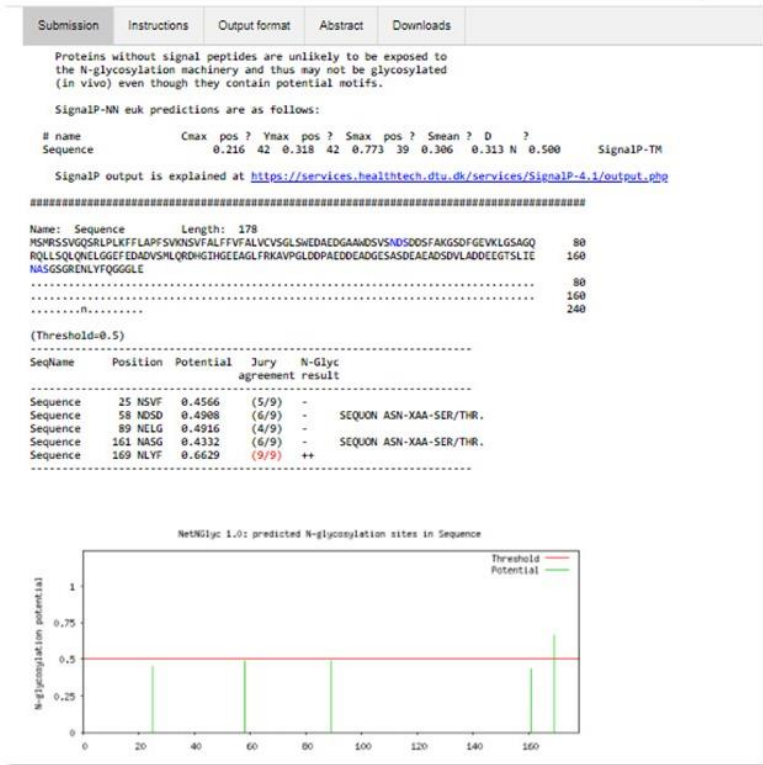 Submission Instructions Output format Abstract Downloads
Proteins without signal peptides are unlikely to be exposed to
the N-glycosylation machinery and thus may not be glycosylated
(in vivo) even though they contain potential motifs.
SignalP-NN euk predictions are as follows:
# name Cmax pos ? Ymax pos ? Smax pos ? Smean ? D ?
Sequence 0.216 42 0.318 42 0.773 39 0.306 0.313 N 0.500 SignalP-TM
SignalP output is explained at https://services.healthtech.dtu.dk/services/SignalP-4.1/output.php
######################################################################################
Name: Sequence Length: 178
MSMRSSVGQSRLPLKFFLAPFSVKNSVFALFFVFALVCVSGLSWEDAEDGAAWDSVSNDSDDSFAKGSDFGEVKLGSAGQ 80
RQLLSQLQNELGGEFEDADVSMLQRDHGIHGEEAGLFRKAVPGLDDPAEDDEADGESASDEAEADSDVLADDEEGTSLIE 160
NASGSGRENLYFQGGGLE
................................................................................ 80
................................................................................ 160
........n......... 240
(Threshold=0.5)
----------------------------------------------------------------------
SeqName Position Potential Jury N-Glyc
agreement result
----------------------------------------------------------------------
Sequence 25 NSVF 0.4566 (5/9) -
Sequence 58 NDSD 0.4908 (6/9) - SEQUON ASN-XAA-SER/THR.
Sequence 89 NELG 0.4916 (4/9) -
Sequence 161 NASG 0.4332 (6/9) - SEQUON ASN-XAA-SER/THR.
Sequence 169 NLYF 0.6629 (9/9) ++
----------------------------------------------------------------------
NetNGlyc 1.0: predicted N-glycosylation sites in Sequence
Threshold
Potential
N-glycosylation potential
1
0.75
0.5
0.25
0
0 20 40 60 80 100 120 140 160